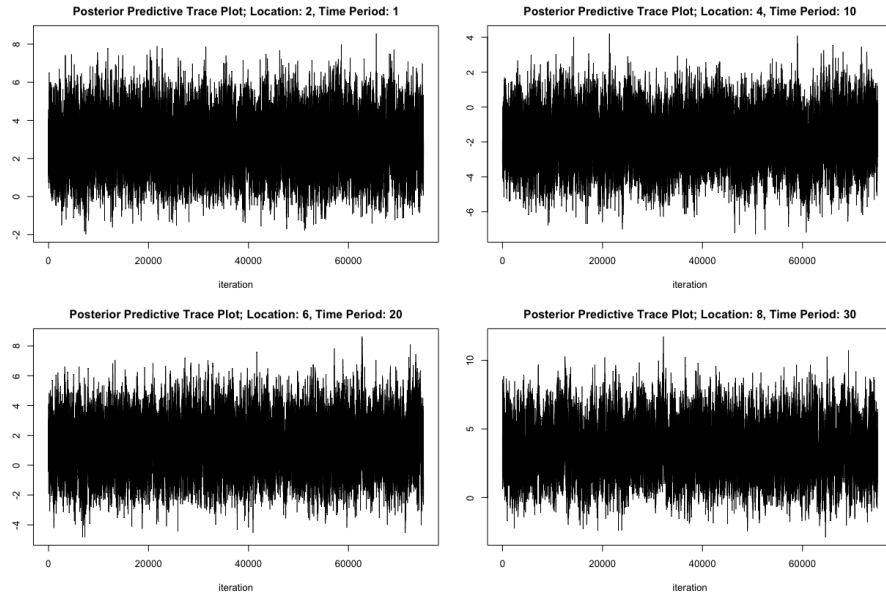 Posterior Predictive Trace Plot; Location: 2, Time Period: 1
8
6
4
2
0
-2
0 20000 40000 60000
iteration
Posterior Predictive Trace Plot; Location: 4, Time Period: 10
4
2
0
-2
-4
-6
0 20000 40000 60000
iteration
Posterior Predictive Trace Plot; Location: 6, Time Period: 20
8
6
4
2
0
-2
-4
0 20000 40000 60000
iteration
Posterior Predictive Trace Plot; Location: 8, Time Period: 30
10
5
0
0 20000 40000 60000
iteration